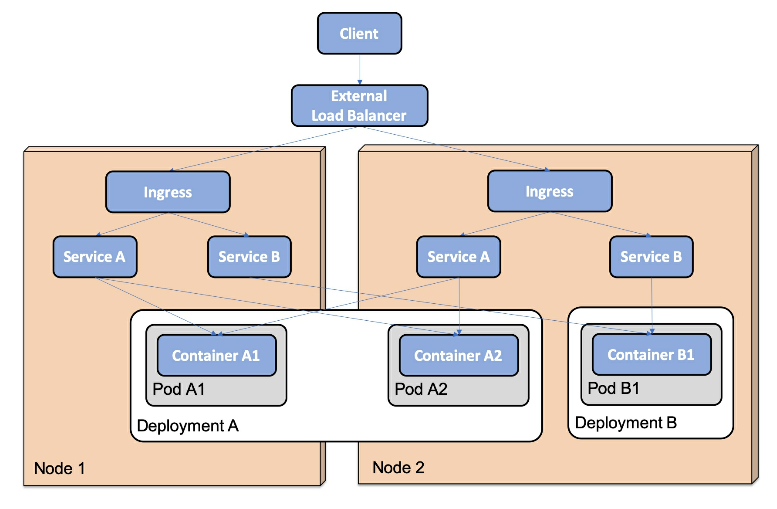 Client
External
Load Balancer
Ingress
Ingress
Service A
Service B
Service A
Service B
Container A1
Container A2
Container B1
Pod A1
Pod A2
Pod B1
Deployment A
Deployment B
Node 1
Node 2